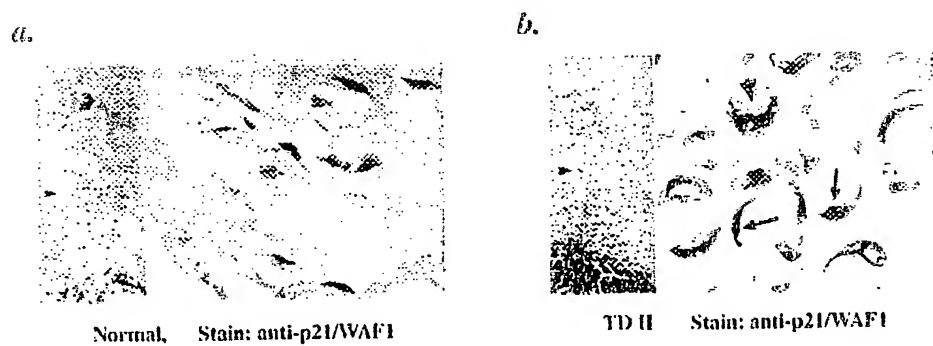 a.
b.
Normal, Stain: anti-p21/WAF1
TD II Stain: anti-p21/WAF1